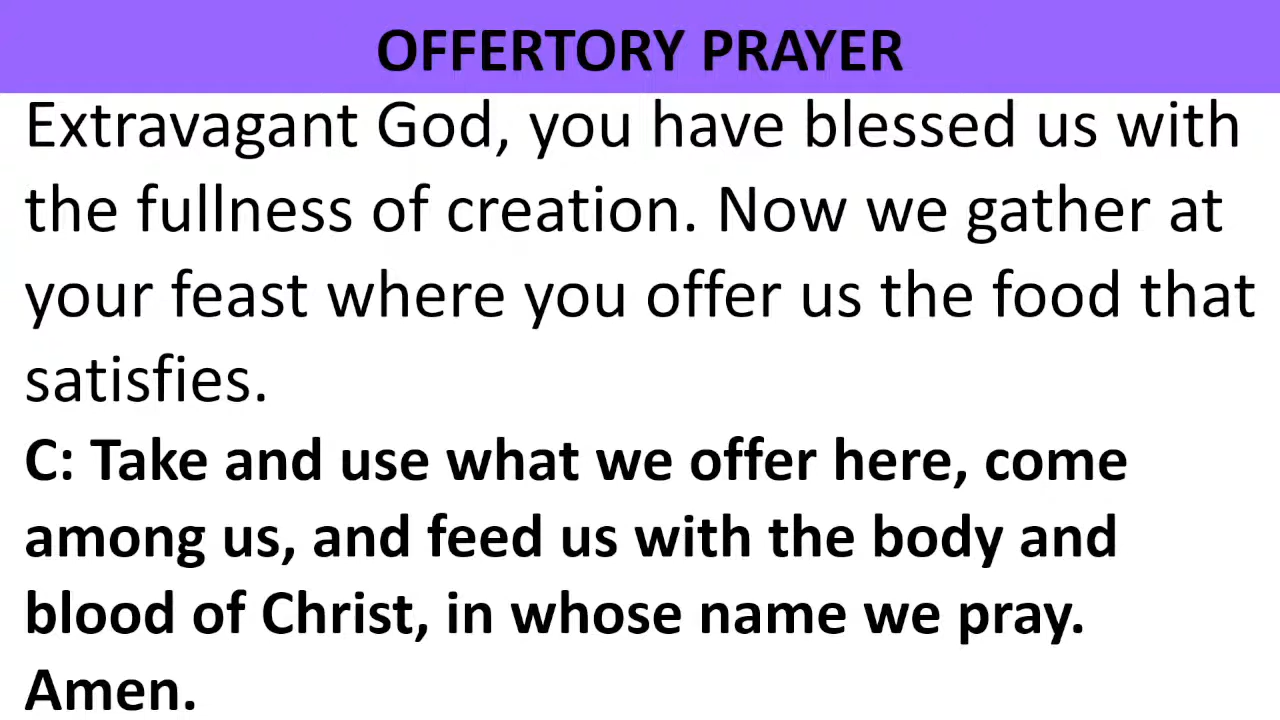 OFFERTORY PRAYER
Extravagant God, you have blessed us with
the fullness of creation. Now we gather at
your feast where you offer us the food that
satisfies.
C: Take and use what we offer here, come
among us, and feed us with the body and
blood of Christ, in whose name we pray.
Amen.